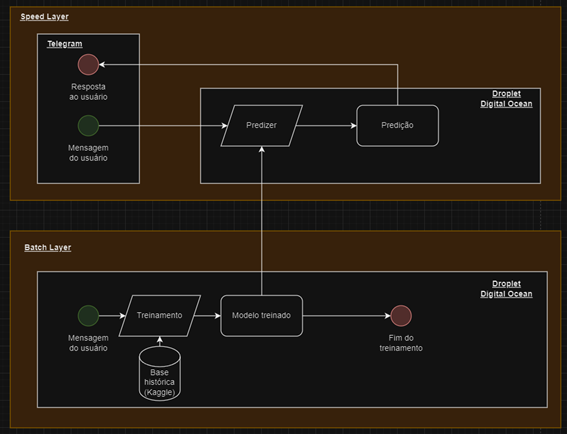 Speed Layer
Telegram
Resposta
ao usuário
Mensagem
do usuário
Droplet
Digital Ocean
Predizer
Predição
Batch Layer
Droplet
Digital Ocean
Mensagem
do usuário
Treinamento
Modelo treinado
Fim do
treinamento
Base
histórica
(Kaggle)